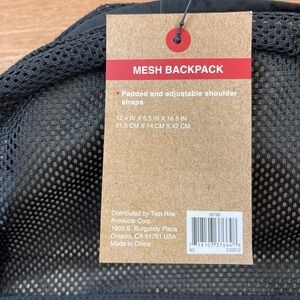 MESH BACKPACK
• Padded and adjustable shoulder
straps
12.4 IN X 5.5 IN X 16.5 IN
31.5 CM X 14 CM X 42 CM
Distributed by Test Rite
Products Corp.
1900 S. Burgundy Place
Ontario, CA 91761 USA
Made in China